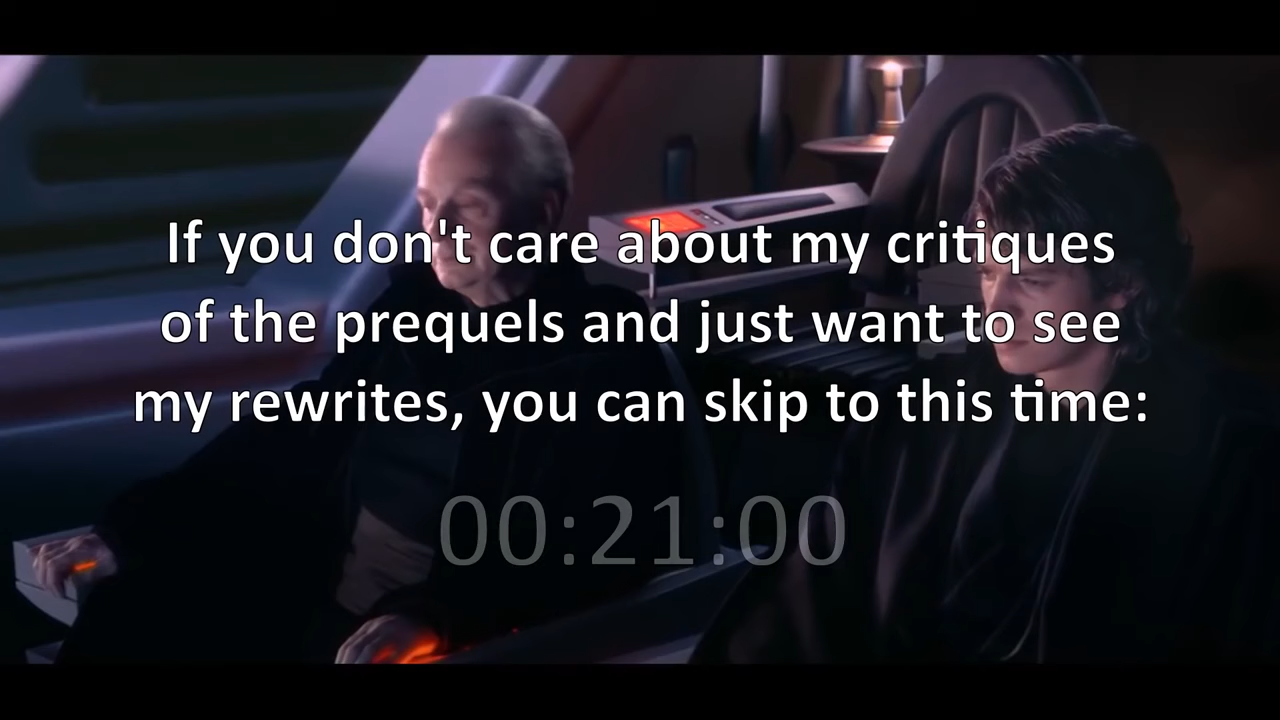 If you don't care about my critiques
of the prequels and just want to see
my rewrites, you can skip to this time:
00:21:00